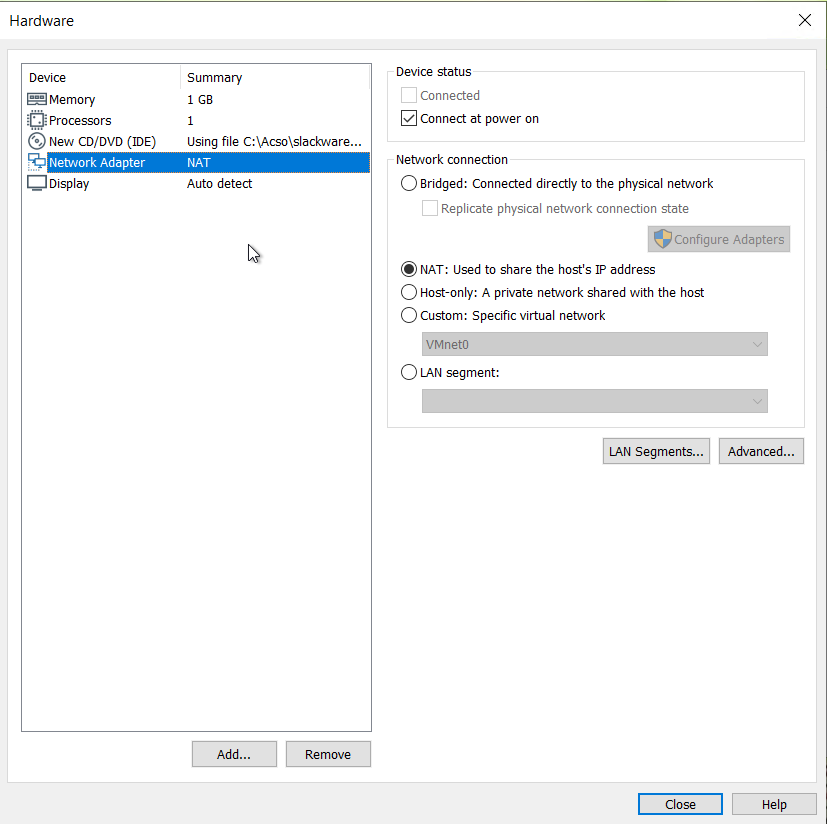 Hardware
Device Summary
Memory 1 GB
Processors 1
New CD/DVD (IDE) Using file C:\Acso\slackware...
Network Adapter NAT
Display Auto detect
Add... Remove
Device status
Connected
Connect at power on
Network connection
Bridged: Connected directly to the physical network
Replicate physical network connection state
Configure Adapters
NAT: Used to share the host's IP address
Host-only: A private network shared with the host
Custom: Specific virtual network
VMnet0
LAN segment:
LAN Segments... Advanced...
Close Help